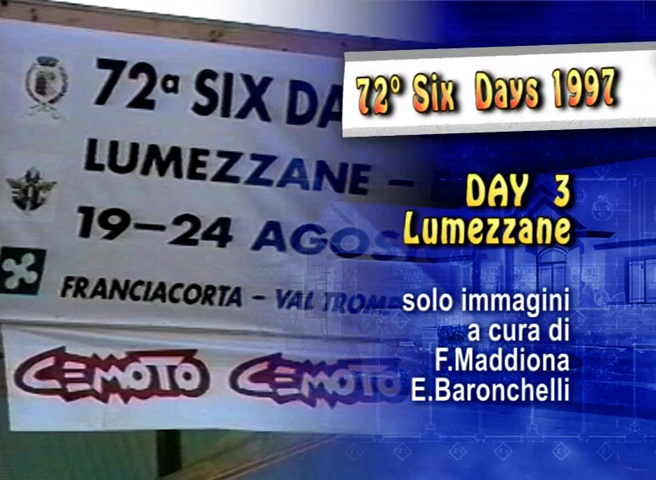 72ª SIX DA
LUMEZZANE –
19–24 AGOS
FRANCIACORTA – VAL TROMP
CEMOTO CEMOTO
72º Six Days 1997
DAY 3
Lumezzane
solo immagini
a cura di
F.Maddiona
E.Baronchelli